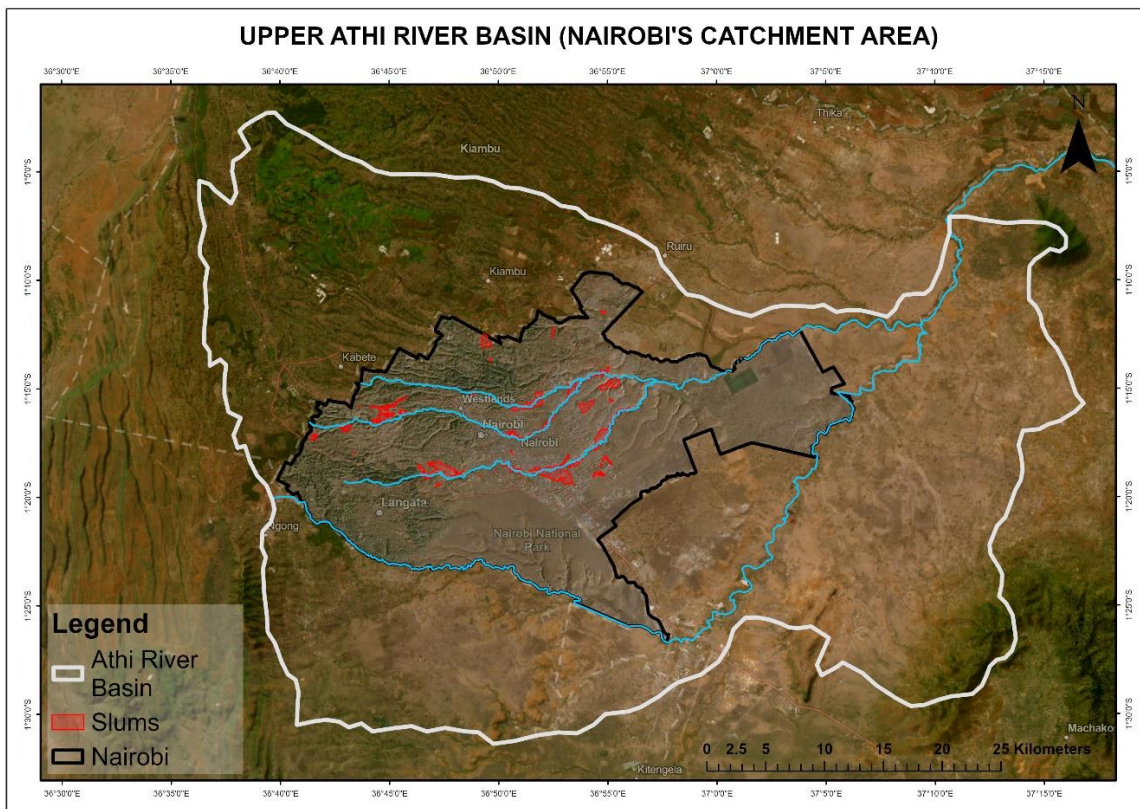 UPPER ATHI RIVER BASIN (NAIROBI'S CATCHMENT AREA)
36°30'0"E 36°35'0"E 36°40'0"E 36°45'0"E 36°50'0"E 36°55'0"E 37°0'0"E 37°5'0"E 37°10'0"E 37°15'0"E
N
Thika
Kiambu
1°5'0"S 1°5'0"S
Ruiru
Kiambu
1°10'0"S 1°10'0"S
Kabete
1°15'0"S 1°15'0"S
Westlands
Nairobi
Nairobi
1°20'0"S 1°20'0"S
Langata
Ngong
Nairobi National
Park
1°25'0"S 1°25'0"S
Legend
Athi River
Basin
Slums
Nairobi
1°30'0"S 1°30'0"S
Machako
0 2.5 5 10 15 20 25 Kilometers
Kitengela
36°30'0"E 36°35'0"E 36°40'0"E 36°45'0"E 36°50'0"E 36°55'0"E 37°0'0"E 37°5'0"E 37°10'0"E 37°15'0"E